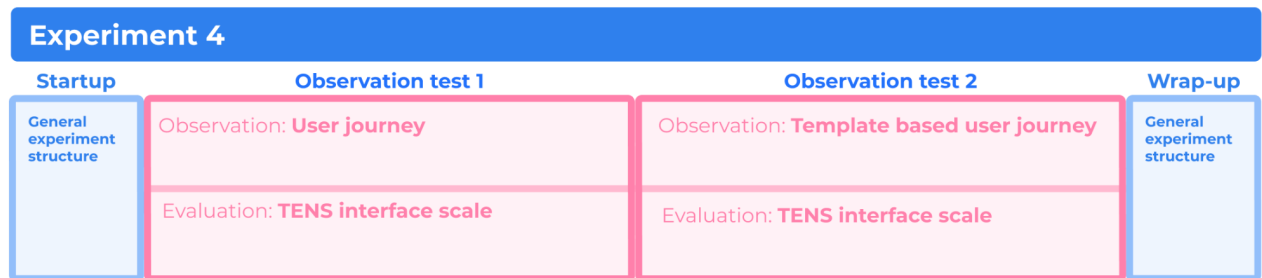 Experiment 4
Startup
Observation test 1
Observation test 2
Wrap-up
General
experiment
structure
Observation: User journey
Evaluation: TENS interface scale
Observation: Template based user journey
Evaluation: TENS interface scale
General
experiment
structure